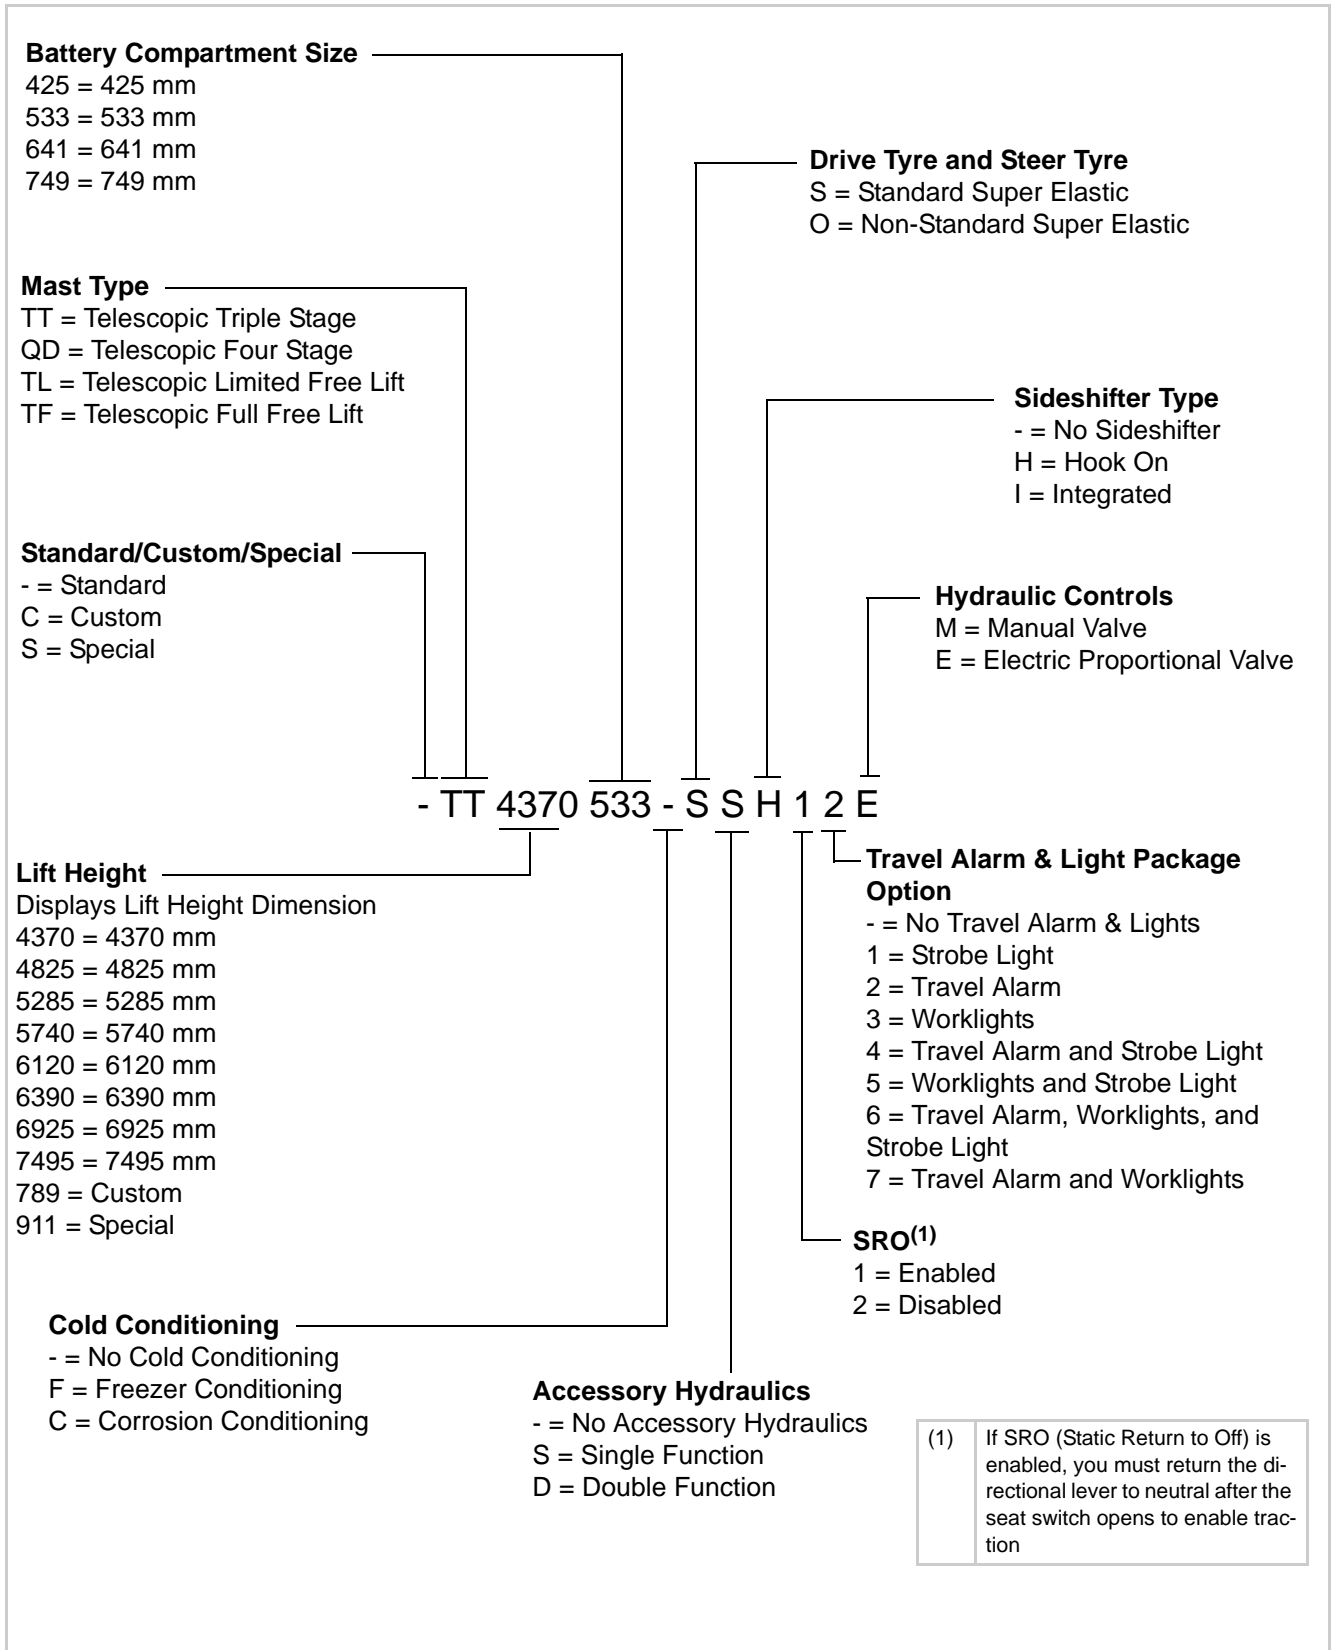 Battery Compartment Size
425 = 425 mm
533 = 533 mm
641 = 641 mm
749 = 749 mm
Drive Tyre and Steer Tyre
S = Standard Super Elastic
O = Non-Standard Super Elastic
Mast Type
TT = Telescopic Triple Stage
QD = Telescopic Four Stage
TL = Telescopic Limited Free Lift
TF = Telescopic Full Free Lift
Sideshifter Type
- = No Sideshifter
H = Hook On
I = Integrated
Standard/Custom/Special
- = Standard
C = Custom
S = Special
Hydraulic Controls
M = Manual Valve
E = Electric Proportional Valve
- TT 4370 533 - S S H 1 2 E
Lift Height
Displays Lift Height Dimension
4370 = 4370 mm
4825 = 4825 mm
5285 = 5285 mm
5740 = 5740 mm
6120 = 6120 mm
6390 = 6390 mm
6925 = 6925 mm
7495 = 7495 mm
789 = Custom
911 = Special
Travel Alarm & Light Package
Option
- = No Travel Alarm & Lights
1 = Strobe Light
2 = Travel Alarm
3 = Worklights
4 = Travel Alarm and Strobe Light
5 = Worklights and Strobe Light
6 = Travel Alarm, Worklights, and
Strobe Light
7 = Travel Alarm and Worklights
SRO(1)
1 = Enabled
2 = Disabled
Cold Conditioning
- = No Cold Conditioning
F = Freezer Conditioning
C = Corrosion Conditioning
Accessory Hydraulics
- = No Accessory Hydraulics
S = Single Function
D = Double Function
(1) If SRO (Static Return to Off) is
enabled, you must return the di-
rectional lever to neutral after the
seat switch opens to enable trac-
tion